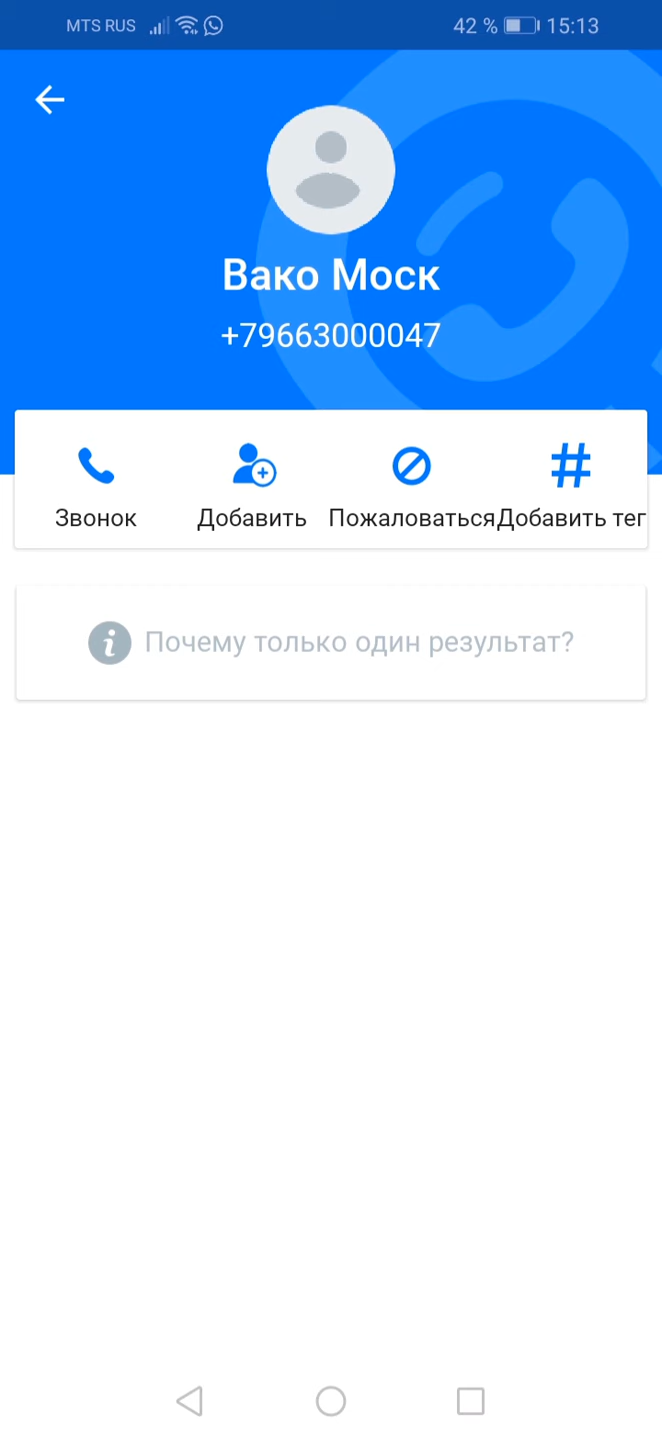 MTS RUS 42 % 15:13
Вако Моск
+79663000047
Звонок Добавить Пожаловаться Добавить тег
Почему только один результат?